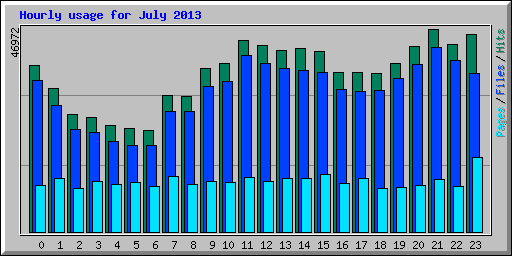 Hourly usage for July 2013
46972
Pages / Files / Hits
0 1 2 3 4 5 6 7 8 9 10 11 12 13 14 15 16 17 18 19 20 21 22 23